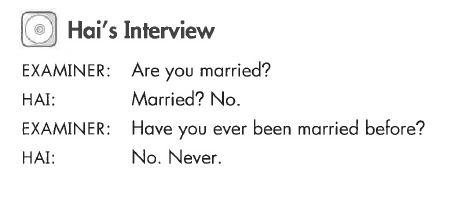 Hai's Interview
EXAMINER: Are you married?
HAI: Married? No.
EXAMINER: Have you ever been married before?
HAI: No. Never.